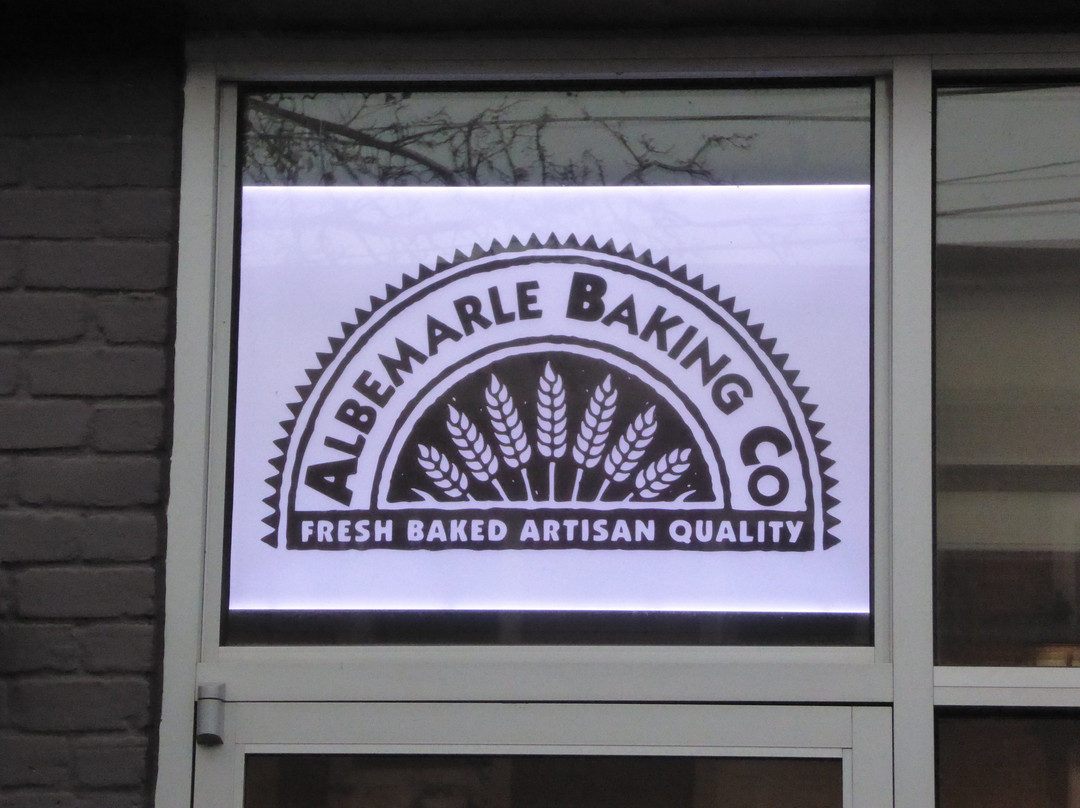 ALBEMARLE BAKING CO
FRESH BAKED ARTISAN QUALITY